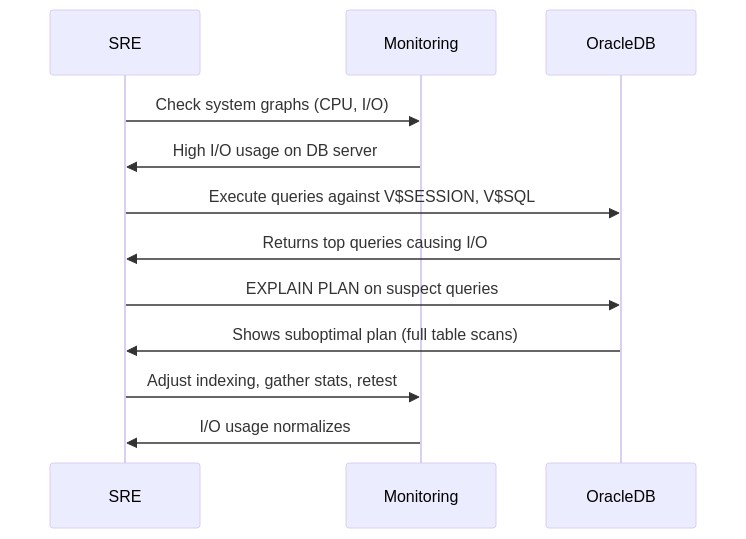 SRE
Monitoring
OracleDB
Check system graphs (CPU, I/O)
High I/O usage on DB server
Execute queries against V$SESSION, V$SQL
Returns top queries causing I/O
EXPLAIN PLAN on suspect queries
Shows suboptimal plan (full table scans)
Adjust indexing, gather stats, retest
I/O usage normalizes
SRE
Monitoring
OracleDB